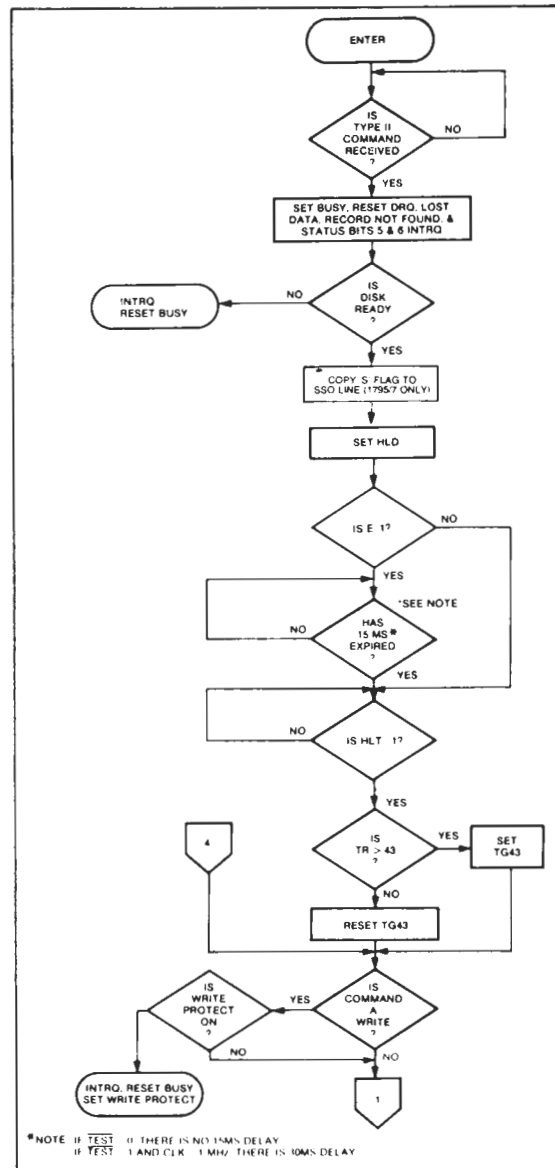 ENTER
IS
TYPE II
COMMAND
RECEIVED
?
NO
YES
SET BUSY, RESET DRQ, LOST
DATA, RECORD NOT FOUND, &
STATUS BITS 5 & 6 INTRQ
IS
DISK
READY
?
NO
INTRQ
RESET BUSY
YES
* COPY 'S' FLAG TO
SSO LINE (1795/7 ONLY)
SET HLD
IS E 1?
NO
YES
*SEE NOTE
HAS
15 MS*
EXPIRED
?
NO
YES
IS HLT 1?
NO
YES
4
IS
TR > 43
?
YES
SET
TG43
NO
RESET TG43
IS
COMMAND
A
WRITE
?
YES
IS
WRITE
PROTECT
ON
?
NO
NO
INTRQ. RESET BUSY
SET WRITE PROTECT
1
*NOTE IF TEST 0 THERE IS NO 15MS DELAY
IF TEST 1 AND CLK 1 MHZ THERE IS 30MS DELAY